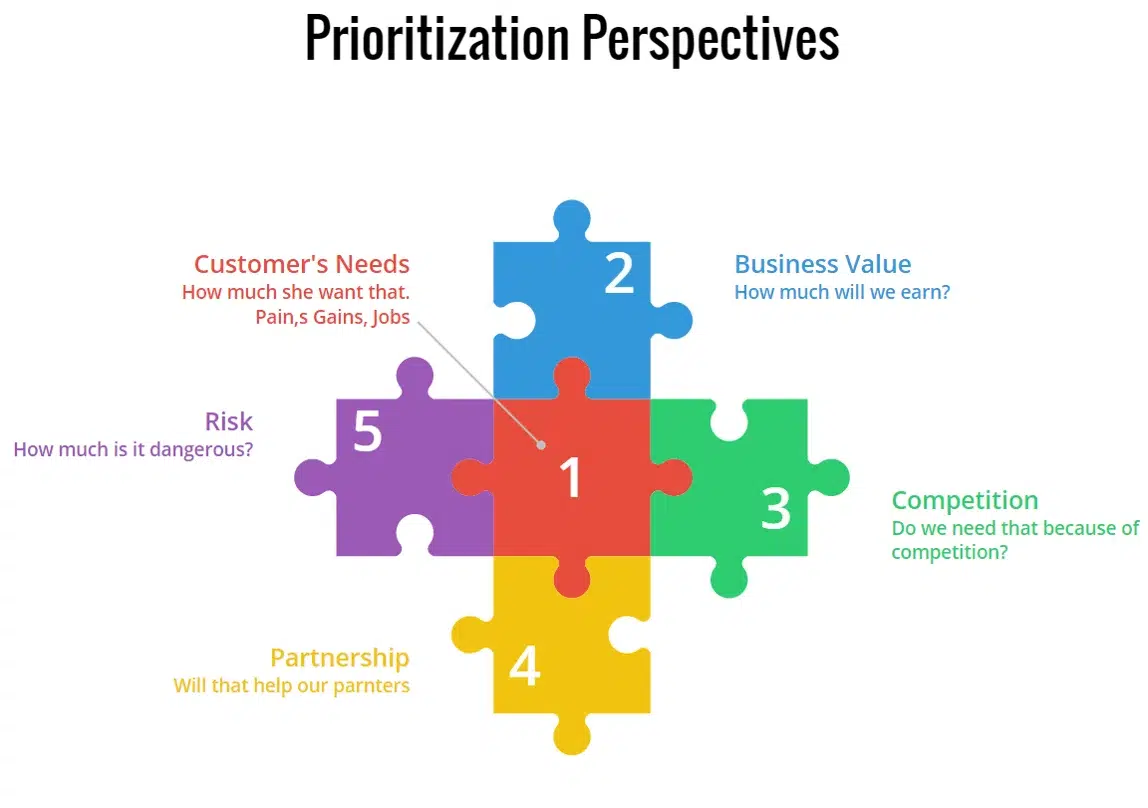 Prioritization Perspectives
Customer's Needs
How much she want that.
Pain,s Gains, Jobs
1
2
Business Value
How much will we earn?
3
Competition
Do we need that because of
competition?
4
Partnership
Will that help our parnters
5
Risk
How much is it dangerous?